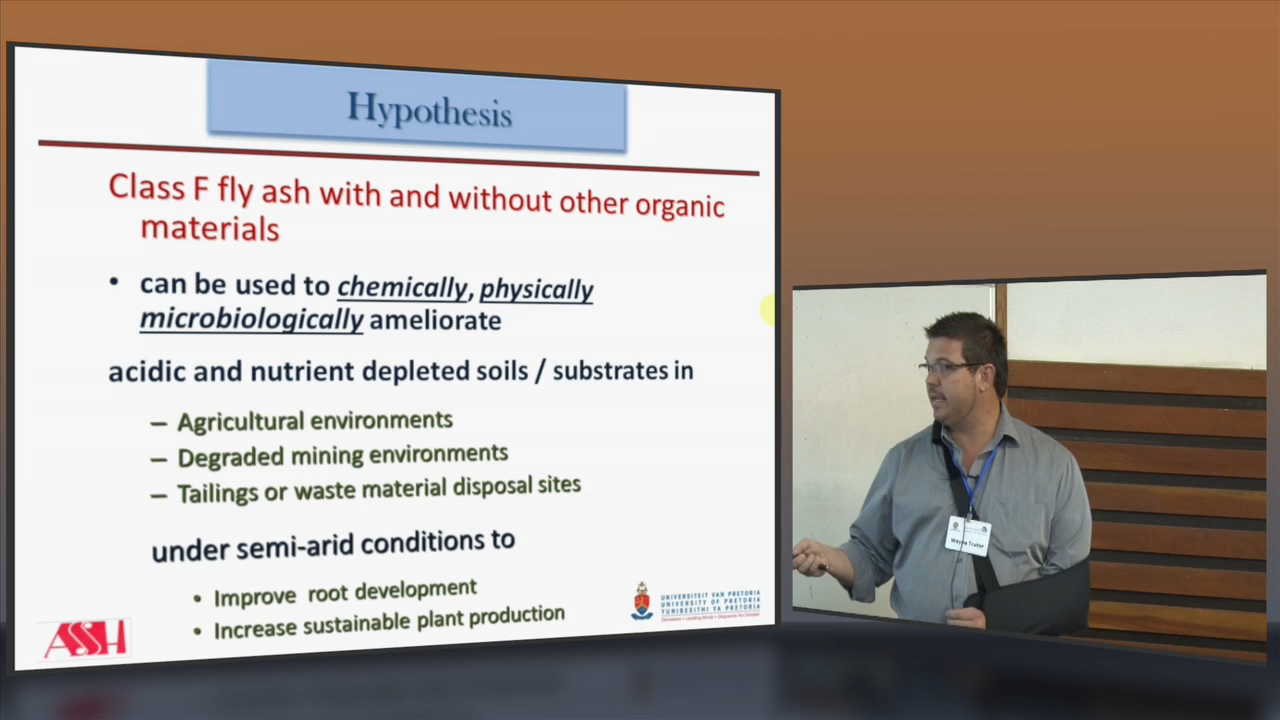 Hypothesis
Class F fly ash with and without other organic
materials
• can be used to chemically, physically
microbiologically ameliorate
acidic and nutrient depleted soils / substrates in
– Agricultural environments
– Degraded mining environments
– Tailings or waste material disposal sites
under semi-arid conditions to
• Improve root development
• Increase sustainable plant production
ASSH
UNIVERSITEIT VAN PRETORIA
UNIVERSITY OF PRETORIA
YUNIBESITHI YA PRETORIA
Wayne Truter